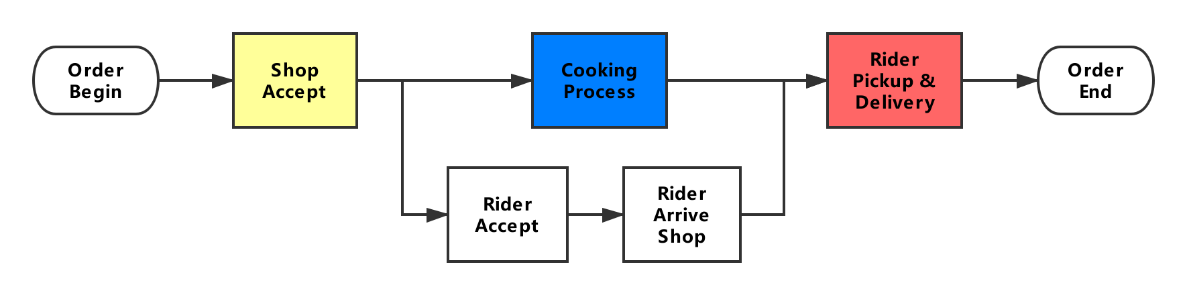 Order
Begin
Shop
Accept
Cooking
Process
Rider
Pickup &
Delivery
Order
End
Rider
Accept
Rider
Arrive
Shop